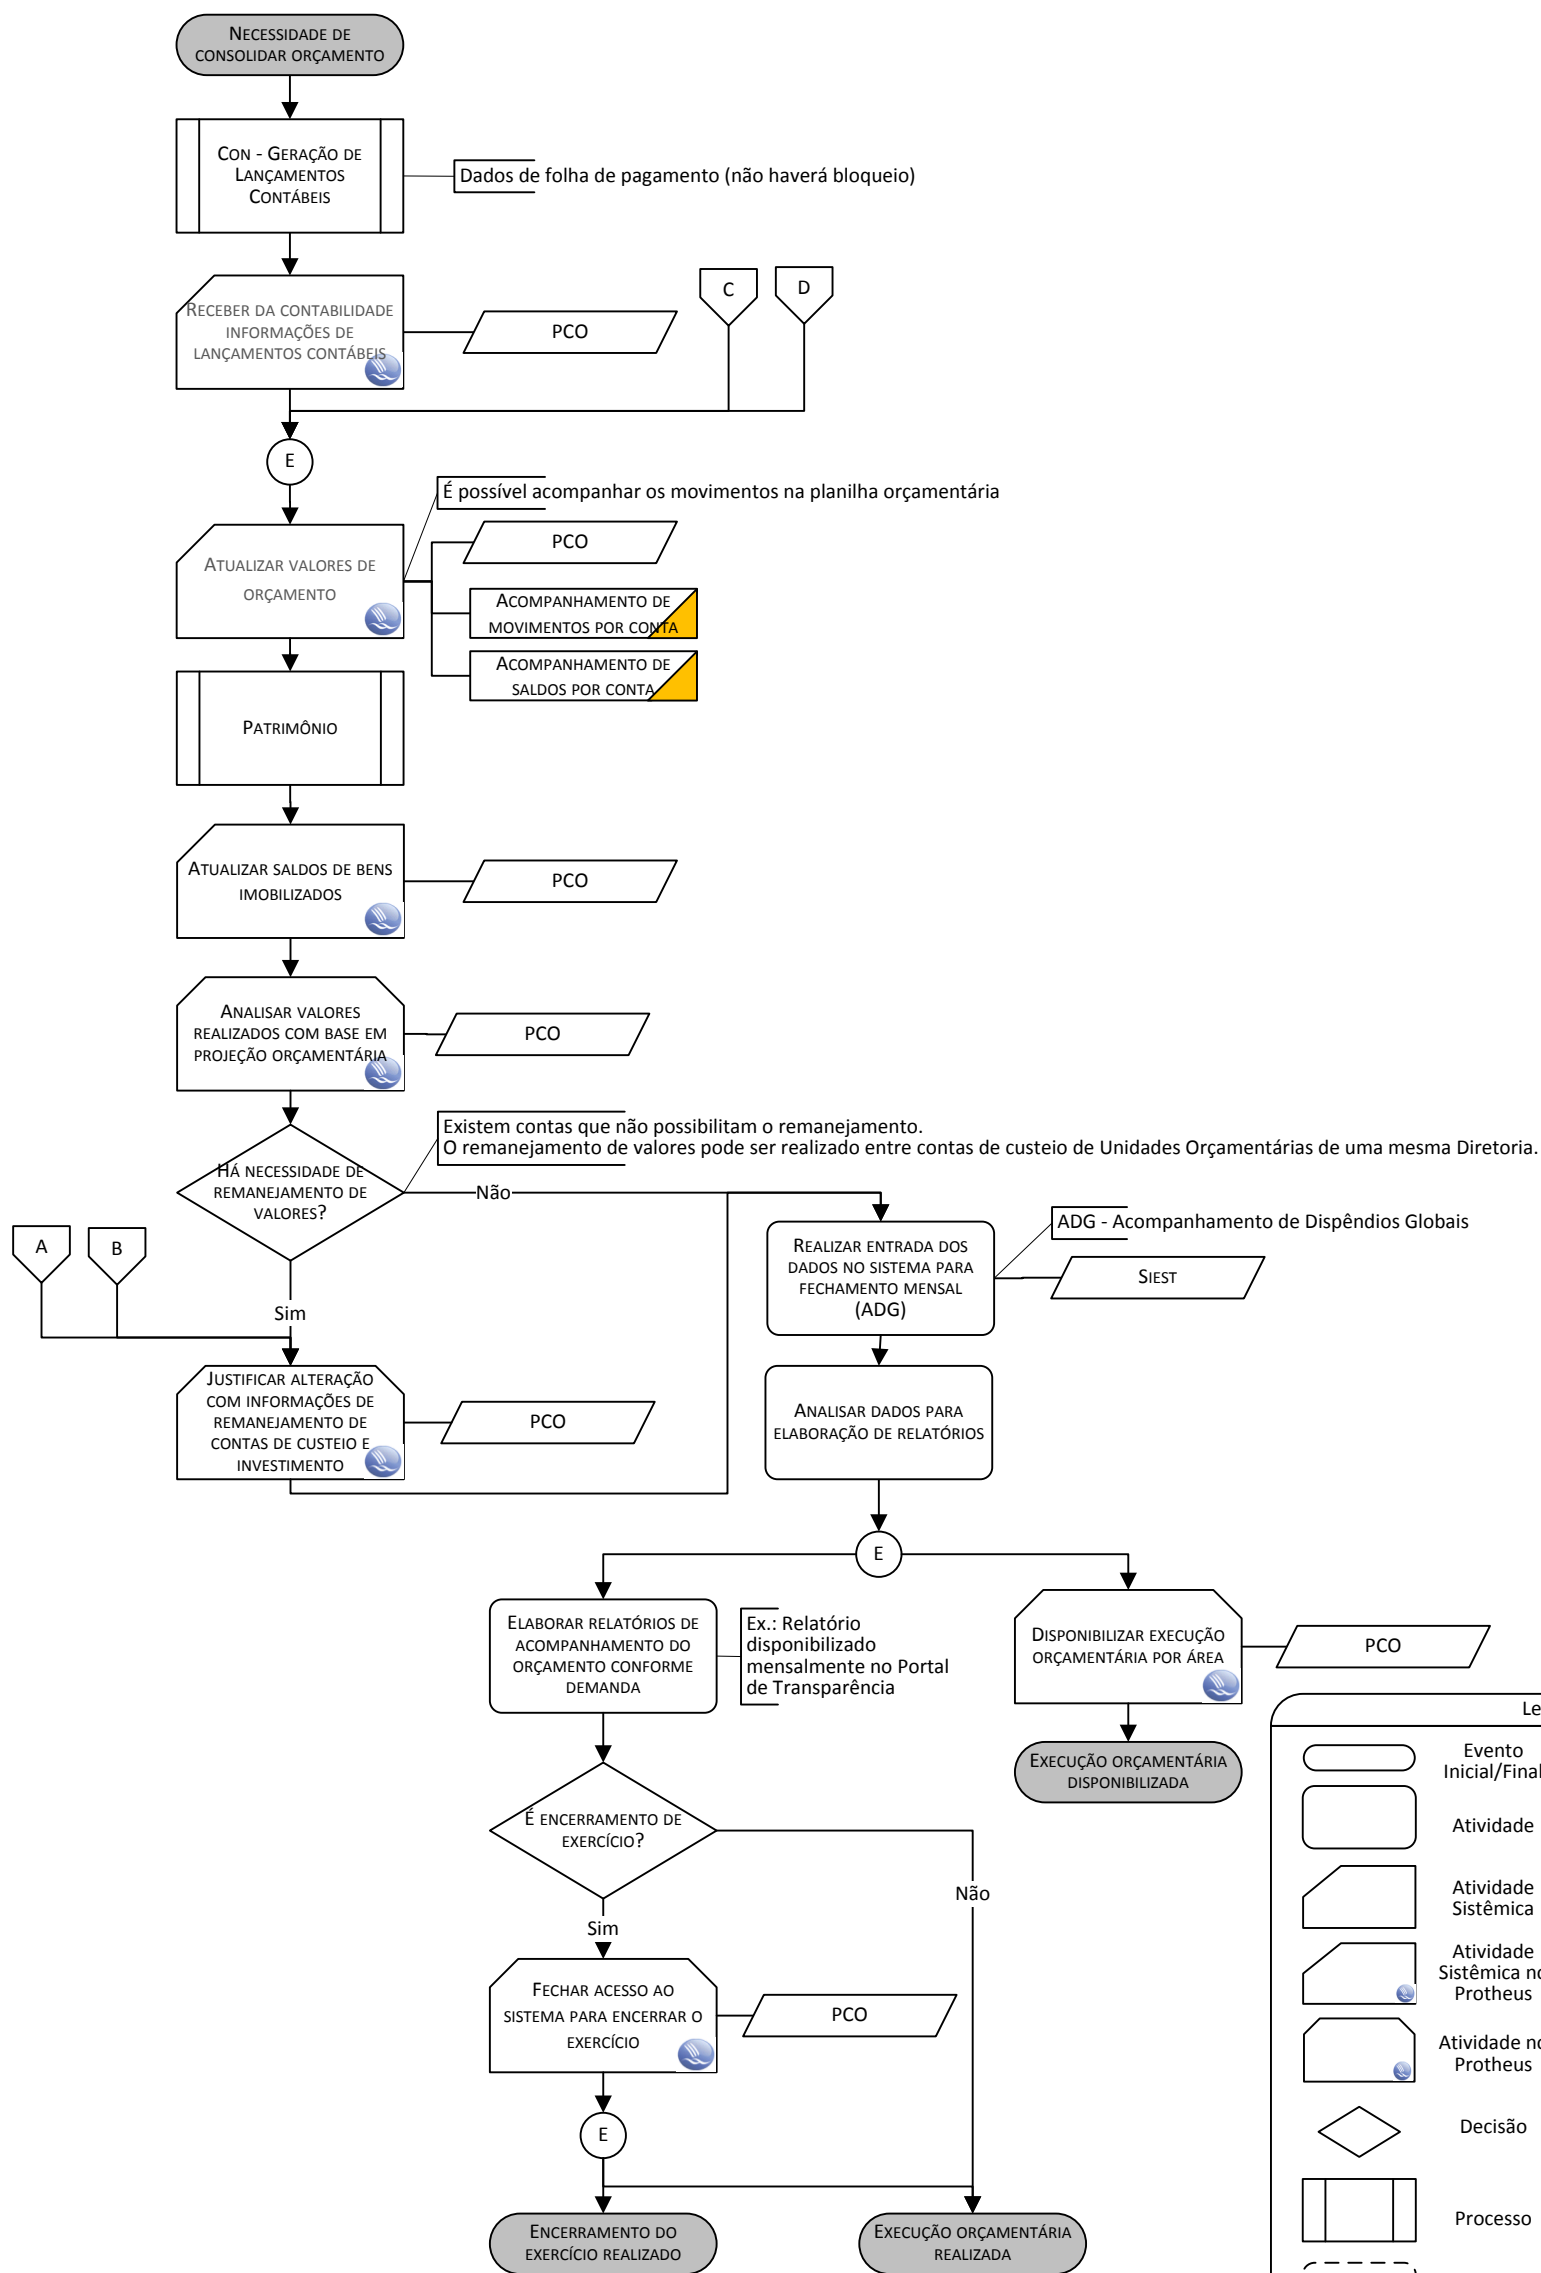 NECESSIDADE DE
CONSOLIDAR ORÇAMENTO
CON - GERAÇÃO DE
LANÇAMENTOS
CONTÁBEIS
Dados de folha de pagamento (não haverá bloqueio)
RECEBER DA CONTABILIDADE
INFORMAÇÕES DE
LANÇAMENTOS CONTÁBEIS
PCO
C
D
E
É possível acompanhar os movimentos na planilha orçamentária
ATUALIZAR VALORES DE
ORÇAMENTO
PCO
ACOMPANHAMENTO DE
MOVIMENTOS POR CONTA
ACOMPANHAMENTO DE
SALDOS POR CONTA
PATRIMÔNIO
ATUALIZAR SALDOS DE BENS
IMOBILIZADOS
PCO
ANALISAR VALORES
REALIZADOS COM BASE EM
PROJEÇÃO ORÇAMENTÁRIA
PCO
Existem contas que não possibilitam o remanejamento.
O remanejamento de valores pode ser realizado entre contas de custeio de Unidades Orçamentárias de uma mesma Diretoria.
HÁ NECESSIDADE DE
REMANEJAMENTO DE
VALORES?
Não
Sim
A
B
JUSTIFICAR ALTERAÇÃO
COM INFORMAÇÕES DE
REMANEJAMENTO DE
CONTAS DE CUSTEIO E
INVESTIMENTO
PCO
REALIZAR ENTRADA DOS
DADOS NO SISTEMA PARA
FECHAMENTO MENSAL
(ADG)
ADG - Acompanhamento de Dispêndios Globais
SIEST
ANALISAR DADOS PARA
ELABORAÇÃO DE RELATÓRIOS
E
ELABORAR RELATÓRIOS DE
ACOMPANHAMENTO DO
ORÇAMENTO CONFORME
DEMANDA
Ex.: Relatório
disponibilizado
mensalmente no Portal
de Transparência
DISPONIBILIZAR EXECUÇÃO
ORÇAMENTÁRIA POR ÁREA
PCO
EXECUÇÃO ORÇAMENTÁRIA
DISPONIBILIZADA
É ENCERRAMENTO DE
EXERCÍCIO?
Não
Sim
FECHAR ACESSO AO
SISTEMA PARA ENCERRAR O
EXERCÍCIO
PCO
E
ENCERRAMENTO DO
EXERCÍCIO REALIZADO
EXECUÇÃO ORÇAMENTÁRIA
REALIZADA
Le
Evento
Inicial/Final
Atividade
Atividade
Sistêmica
Atividade
Sistêmica no
Protheus
Atividade no
Protheus
Decisão
Processo